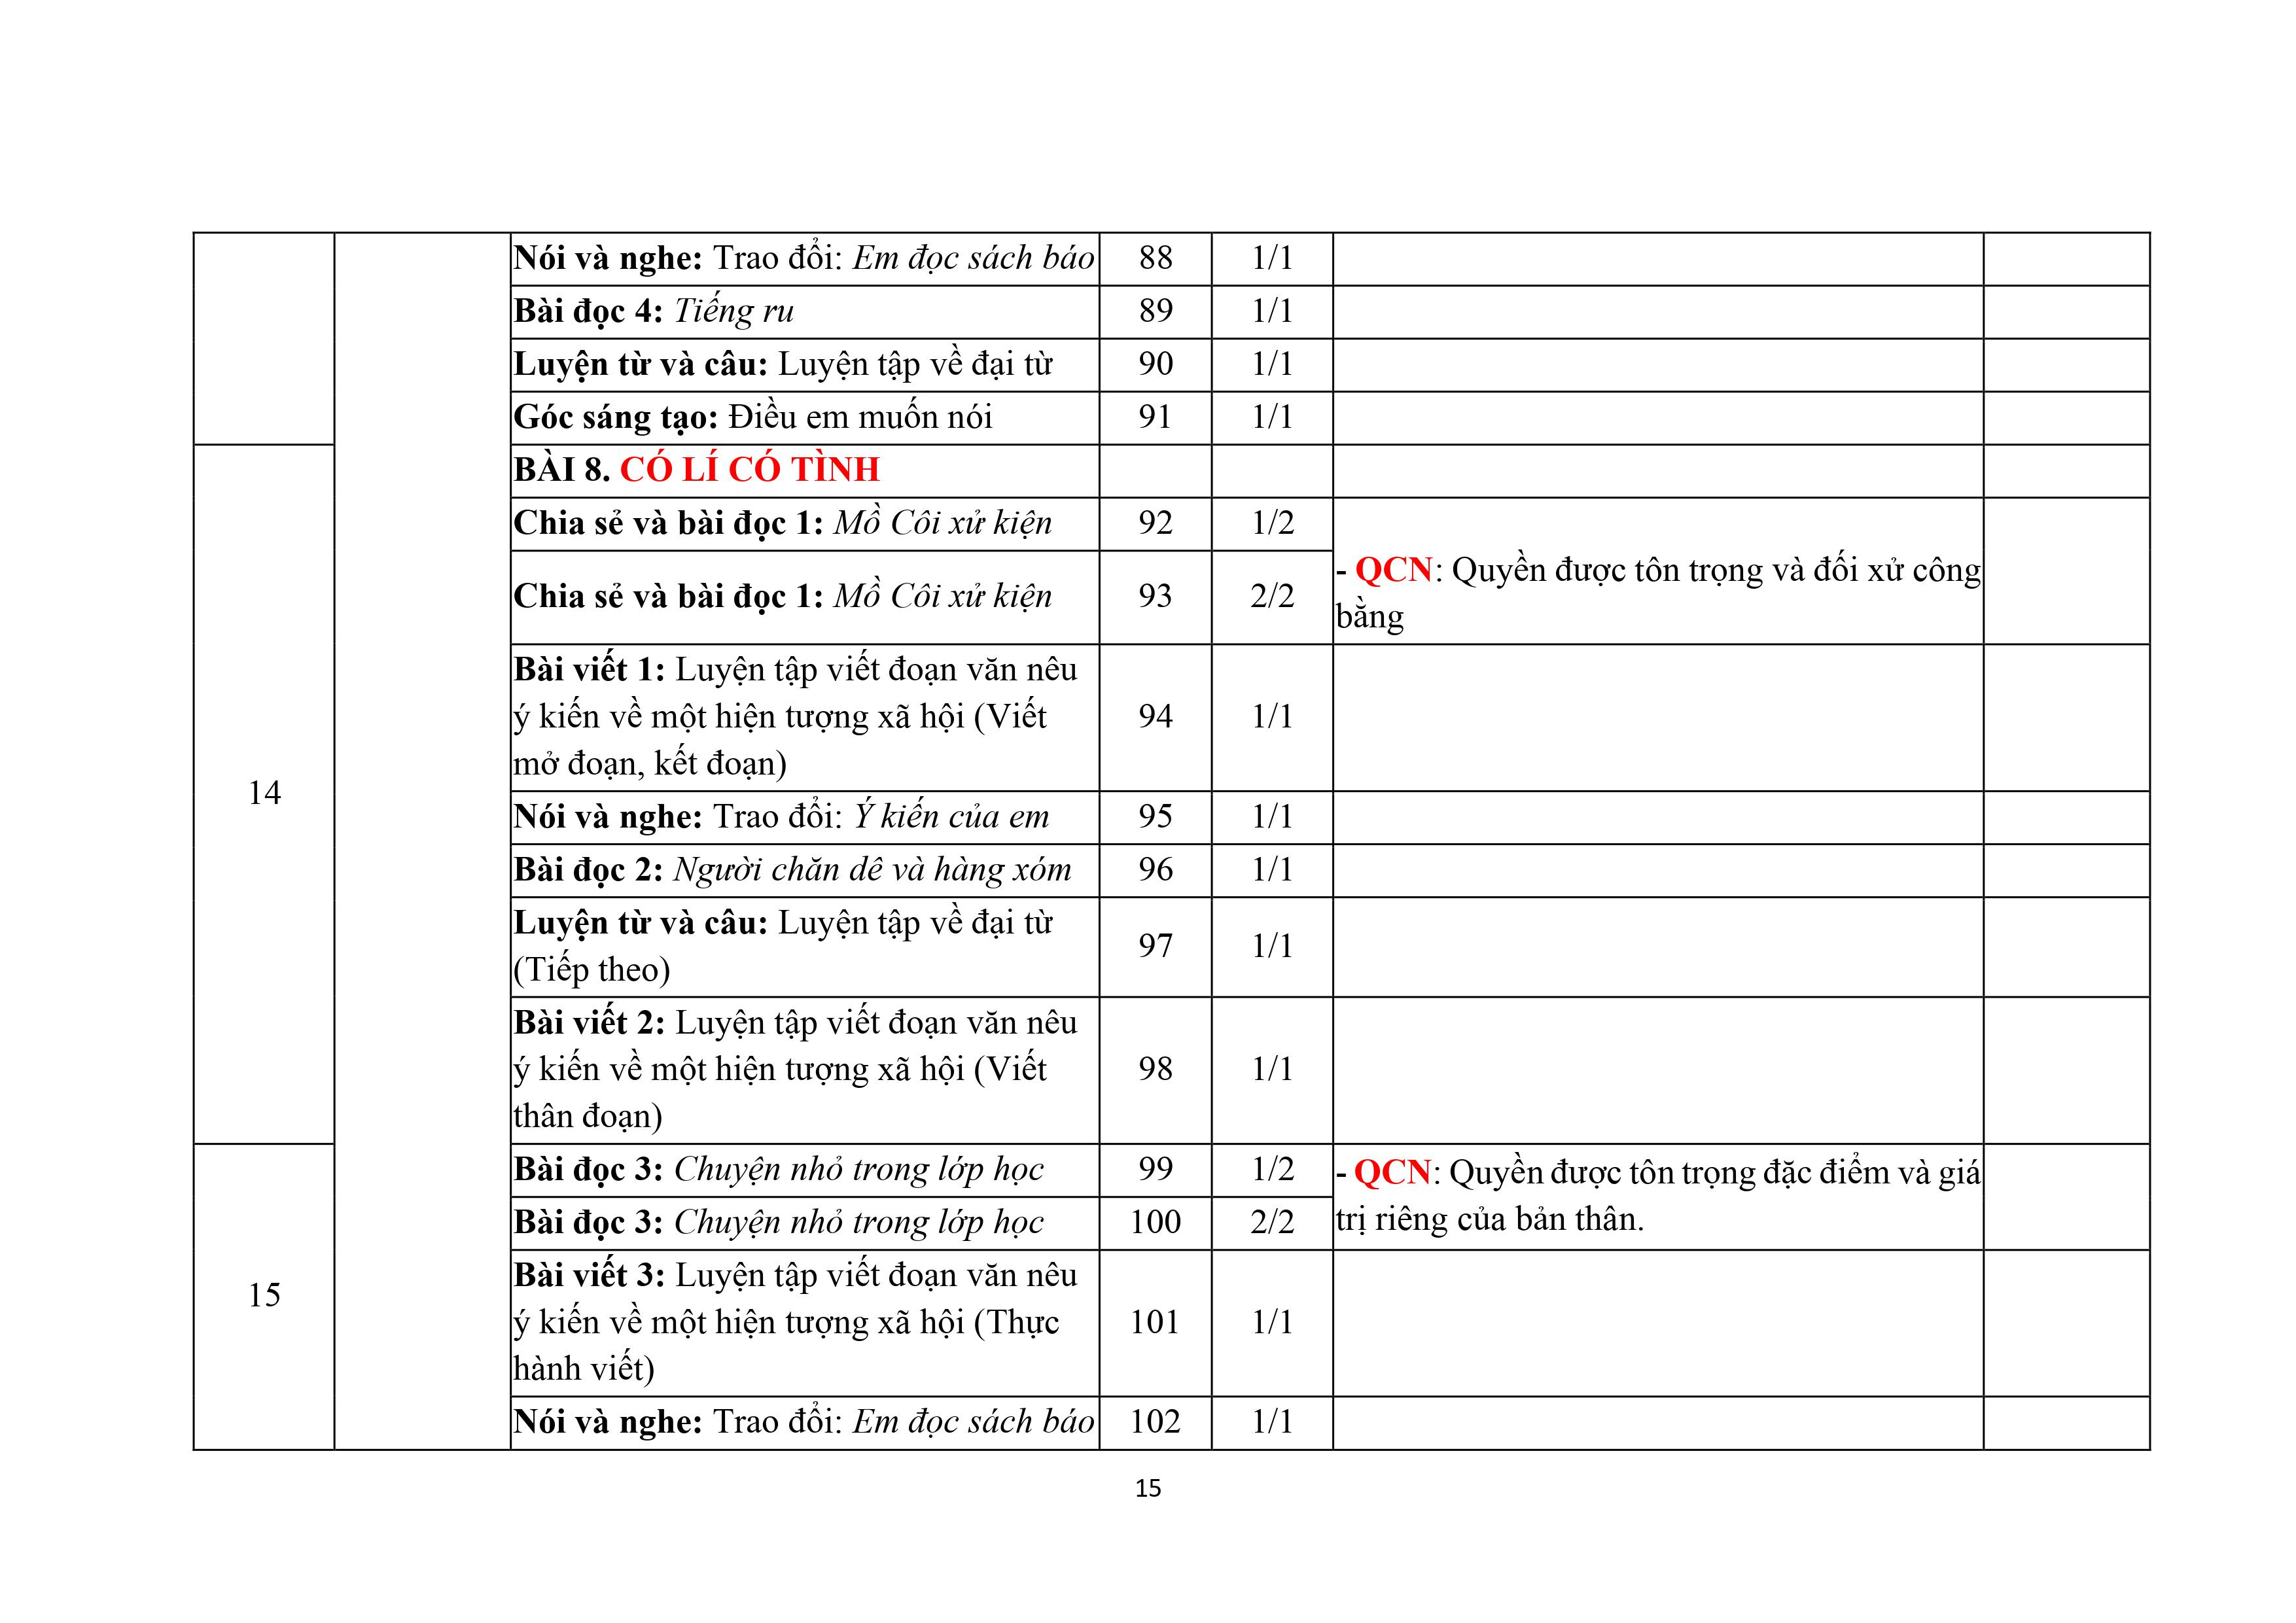 Nói và nghe: Trao đổi: Em đọc sách báo 88 1/1
Bài đọc 4: Tiếng ru 89 1/1
Luyện từ và câu: Luyện tập về đại từ 90 1/1
Góc sáng tạo: Điều em muốn nói 91 1/1
14
BÀI 8. CÓ LÍ CÓ TÌNH
Chia sẻ và bài đọc 1: Mồ Côi xử kiện 92 1/2
Chia sẻ và bài đọc 1: Mồ Côi xử kiện 93 2/2
- QCN: Quyền được tôn trọng và đối xử công
bằng
Bài viết 1: Luyện tập viết đoạn văn nêu
ý kiến về một hiện tượng xã hội (Viết
mở đoạn, kết đoạn)
94 1/1
Nói và nghe: Trao đổi: Ý kiến của em 95 1/1
Bài đọc 2: Người chăn dê và hàng xóm 96 1/1
Luyện từ và câu: Luyện tập về đại từ
(Tiếp theo)
97 1/1
Bài viết 2: Luyện tập viết đoạn văn nêu
ý kiến về một hiện tượng xã hội (Viết
thân đoạn)
98 1/1
15
Bài đọc 3: Chuyện nhỏ trong lớp học 99 1/2
Bài đọc 3: Chuyện nhỏ trong lớp học 100 2/2
- QCN: Quyền được tôn trọng đặc điểm và giá
trị riêng của bản thân.
Bài viết 3: Luyện tập viết đoạn văn nêu
ý kiến về một hiện tượng xã hội (Thực
hành viết)
101 1/1
Nói và nghe: Trao đổi: Em đọc sách báo 102 1/1
15